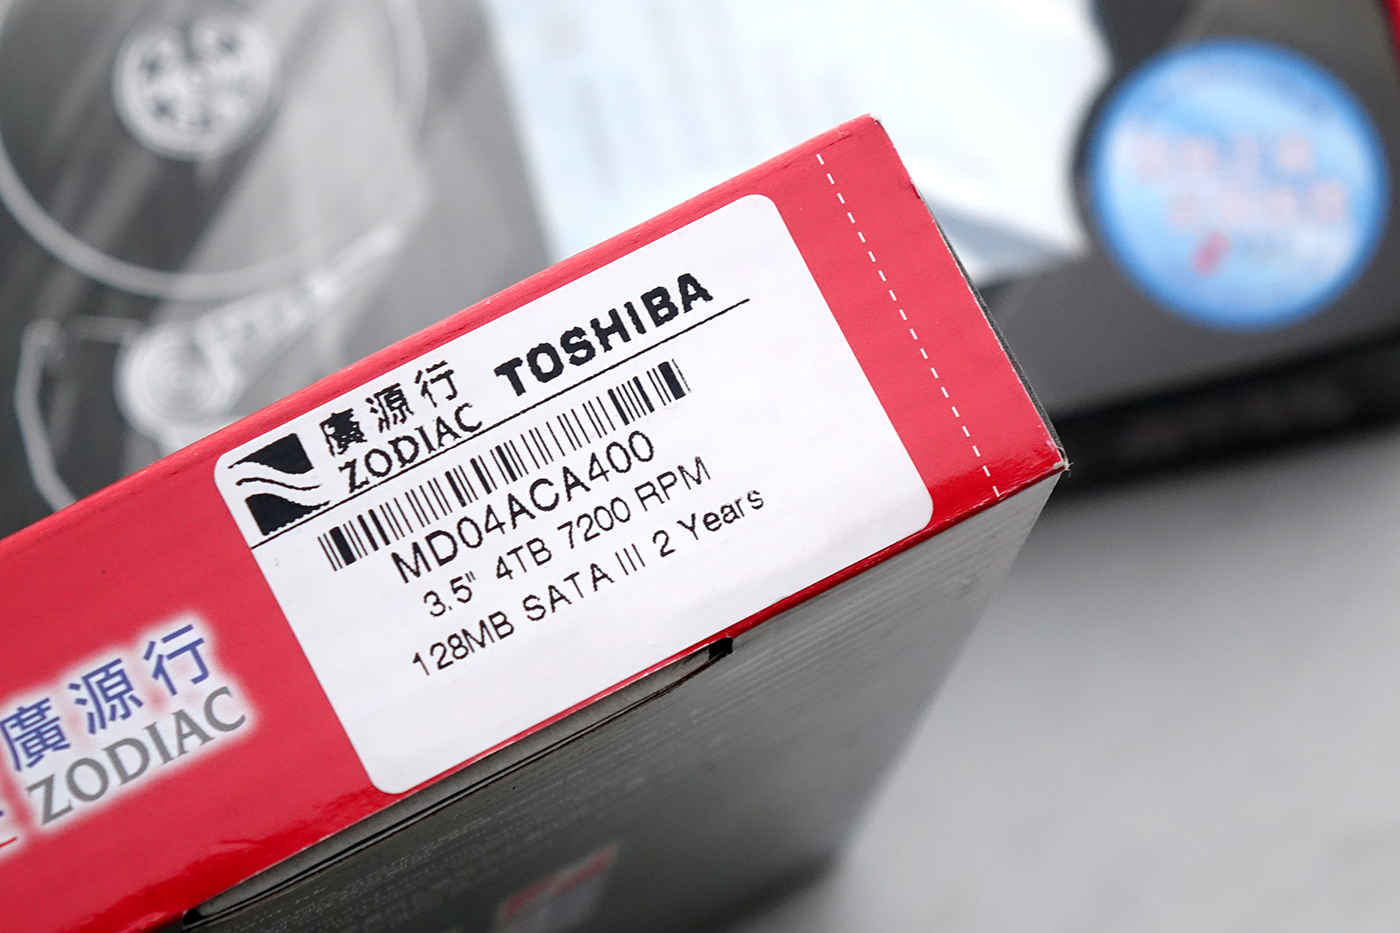 廣源行 TOSHIBA
ZODIAC
MD04ACA400
3.5" 4TB 7200 RPM
128MB SATA III 2 Years
廣源行
ZODIAC